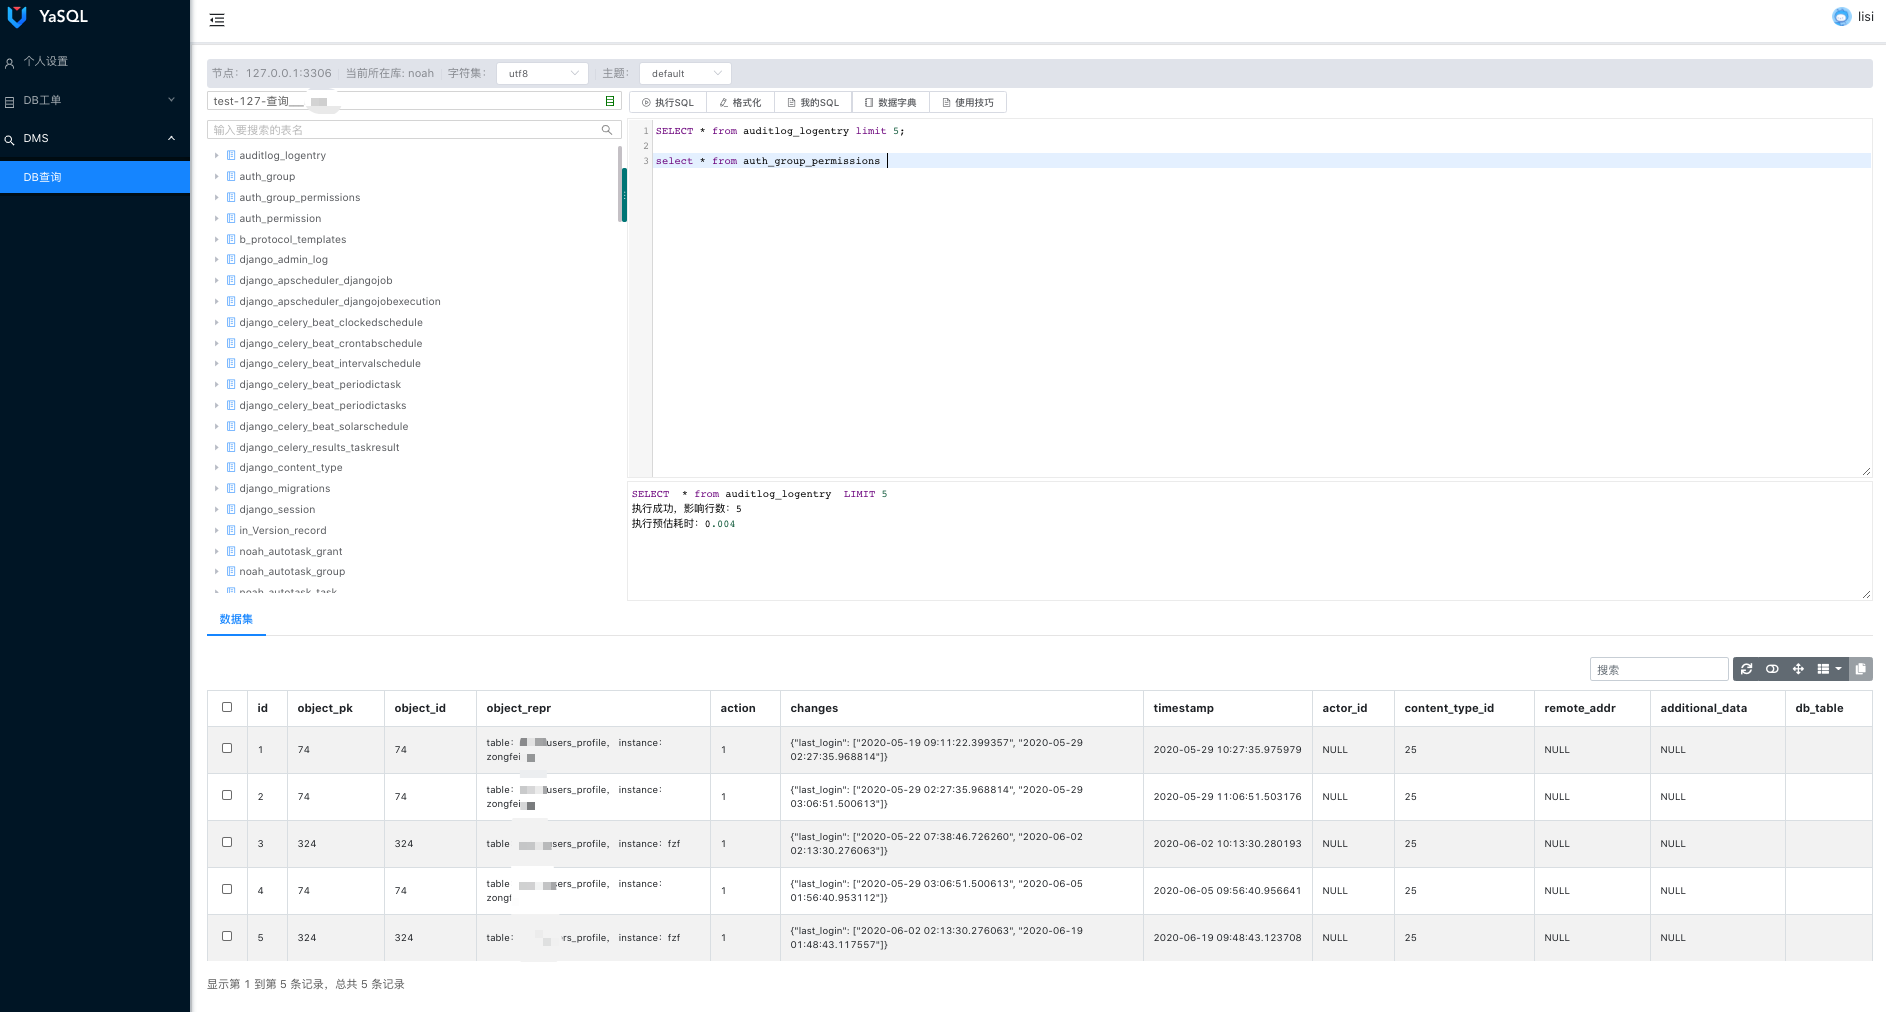 YaSQL
lisi
个人设置
DB工单
DMS
DB查询
节点: 127.0.0.1:3306 当前所在库: noah 字符集: utf8 主题: default
test-127-查询___
执行SQL 格式化 我的SQL 数据字典 使用技巧
输入要搜索的表名
auditlog_logentry
auth_group
auth_group_permissions
auth_permission
b_protocol_templates
django_admin_log
django_apscheduler_djangojob
django_apscheduler_djangojobexecution
django_celery_beat_clockedschedule
django_celery_beat_crontabschedule
django_celery_beat_intervalschedule
django_celery_beat_periodictask
django_celery_beat_periodictasks
django_celery_beat_solarschedule
django_celery_results_taskresult
django_content_type
django_migrations
django_session
in_Version_record
noah_autotask_grant
noah_autotask_group
noah_autotask_task
1 SELECT * from auditlog_logentry limit 5;
2
3 select * from auth_group_permissions
SELECT * from auditlog_logentry LIMIT 5
执行成功，影响行数：5
执行预估耗时：0.004
数据集
搜索
id object_pk object_id object_repr action changes timestamp actor_id content_type_id remote_addr additional_data db_table
1 74 74 table: users_profile, instance: zongfei 1 {"last_login": ["2020-05-19 09:11:22.399357", "2020-05-29 02:27:35.968814"]} 2020-05-29 10:27:35.975979 NULL 25 NULL NULL
2 74 74 table: users_profile, instance: zongfei 1 {"last_login": ["2020-05-29 02:27:35.968814", "2020-05-29 03:06:51.500613"]} 2020-05-29 11:06:51.503176 NULL 25 NULL NULL
3 324 324 table sers_profile, instance: fzf 1 {"last_login": ["2020-05-22 07:38:46.726260", "2020-06-02 02:13:30.276063"]} 2020-06-02 10:13:30.280193 NULL 25 NULL NULL
4 74 74 table ers_profile, instance: zongf 1 {"last_login": ["2020-05-29 03:06:51.500613", "2020-06-05 01:56:40.953112"]} 2020-06-05 09:56:40.956641 NULL 25 NULL NULL
5 324 324 table: rs_profile, instance: fzf 1 {"last_login": ["2020-06-02 02:13:30.276063", "2020-06-19 01:48:43.117557"]} 2020-06-19 09:48:43.123708 NULL 25 NULL NULL
显示第 1 到第 5 条记录，总共 5 条记录